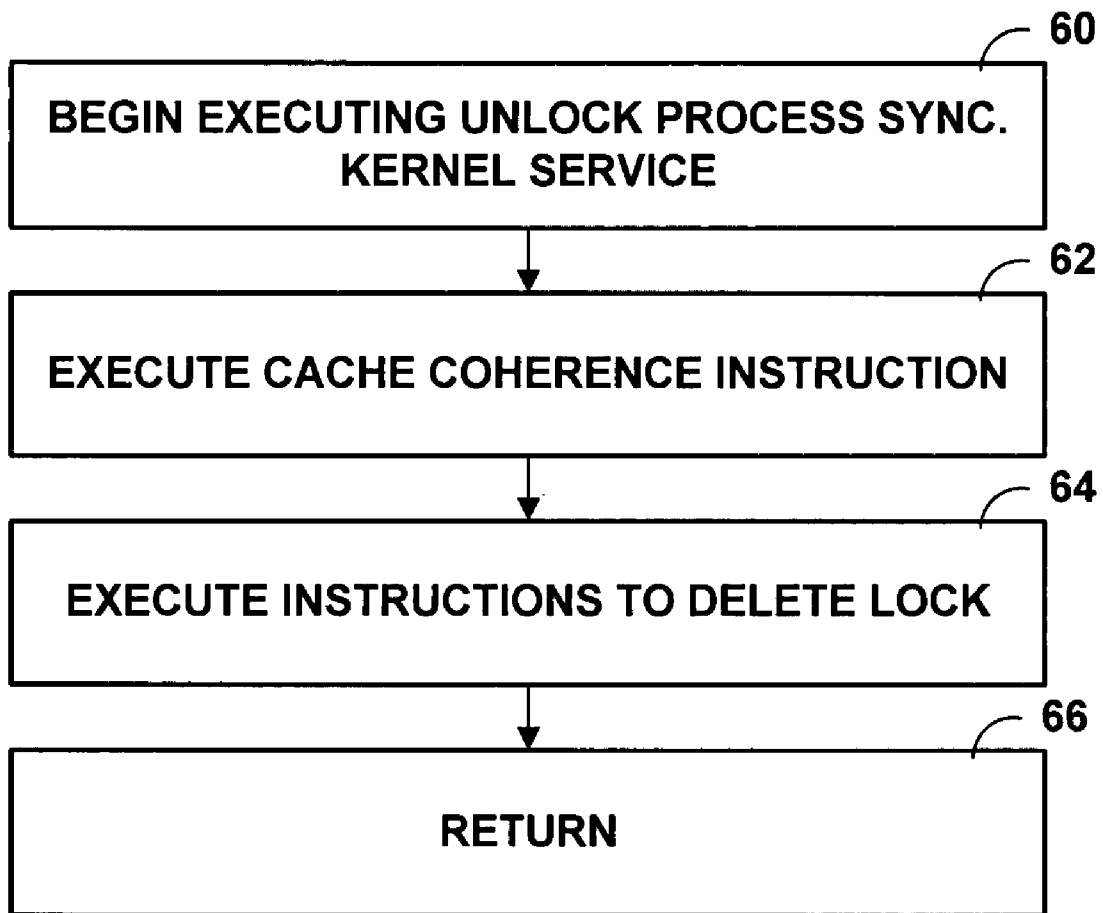 60
BEGIN EXECUTING UNLOCK PROCESS SYNC.
KERNEL SERVICE
62
EXECUTE CACHE COHERENCE INSTRUCTION
64
EXECUTE INSTRUCTIONS TO DELETE LOCK
66
RETURN